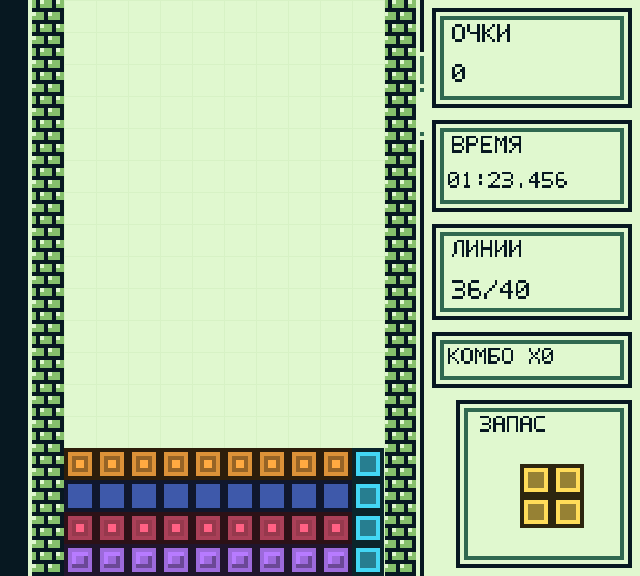 ОЧКИ
0
ВРЕМЯ
01:23.456
ЛИНИИ
36/40
КОМБО X0
ЗАПАС